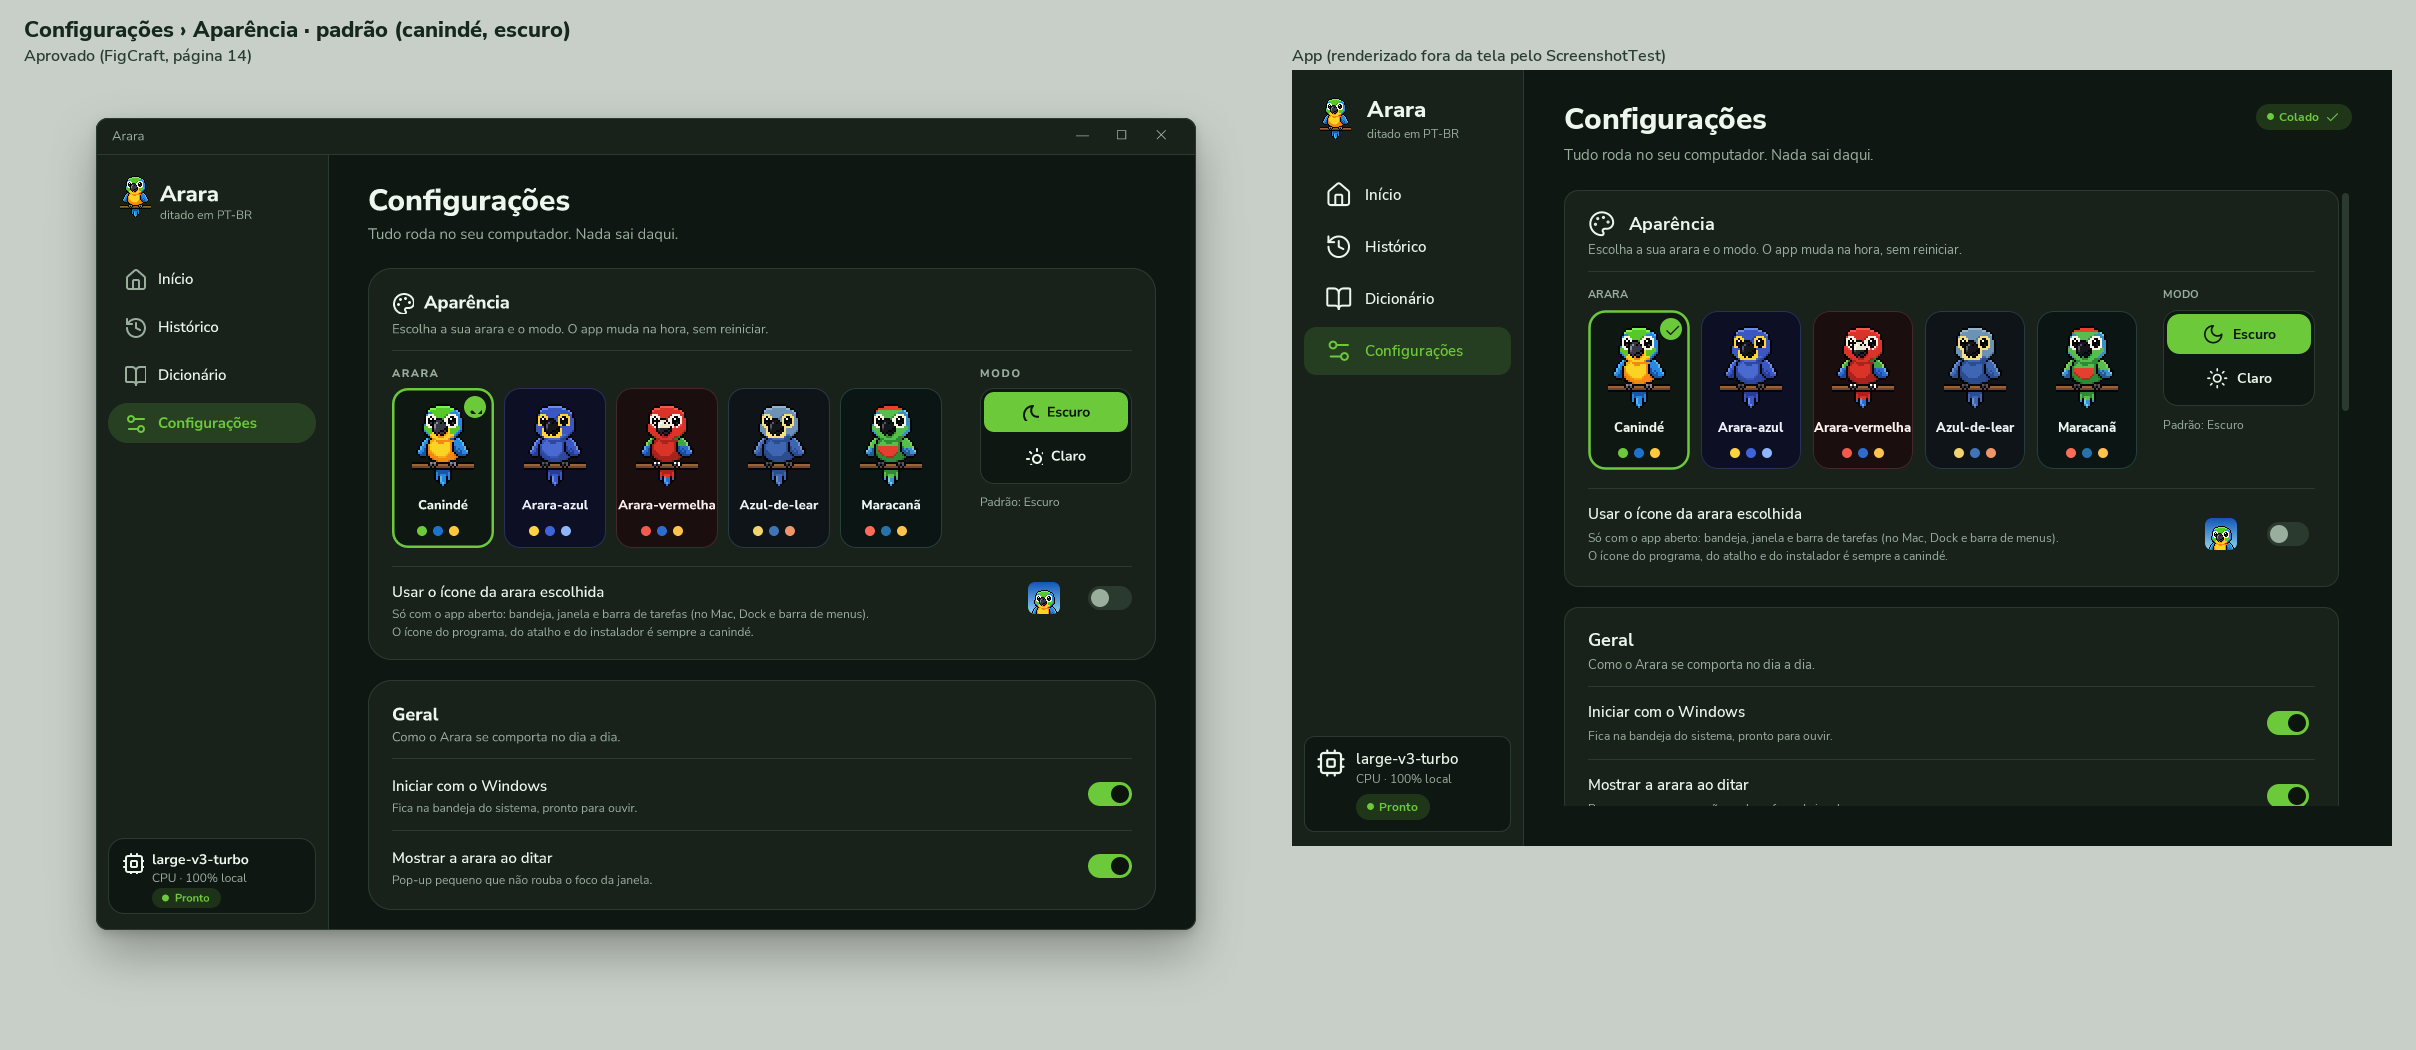 Configurações › Aparência · padrão (canindé, escuro)
Aprovado (FigCraft, página 14)
Arara
Arara
ditado em PT-BR
Início
Histórico
Dicionário
Configurações
large-v3-turbo
CPU · 100% local
Pronto
Configurações
Tudo roda no seu computador. Nada sai daqui.
Aparência
Escolha a sua arara e o modo. O app muda na hora, sem reiniciar.
ARARA
MODO
Canindé
Arara-azul
Arara-vermelha
Azul-de-lear
Maracanã
Escuro
Claro
Padrão: Escuro
Usar o ícone da arara escolhida
Só com o app aberto: bandeja, janela e barra de tarefas (no Mac, Dock e barra de menus).
O ícone do programa, do atalho e do instalador é sempre a canindé.
Geral
Como o Arara se comporta no dia a dia.
Iniciar com o Windows
Fica na bandeja do sistema, pronto para ouvir.
Mostrar a arara ao ditar
Pop-up pequeno que não rouba o foco da janela.
App (renderizado fora da tela pelo ScreenshotTest)
Arara
ditado em PT-BR
Início
Histórico
Dicionário
Configurações
large-v3-turbo
CPU · 100% local
Pronto
Configurações
Colado
Tudo roda no seu computador. Nada sai daqui.
Aparência
Escolha a sua arara e o modo. O app muda na hora, sem reiniciar.
ARARA
MODO
Canindé
Arara-azul
Arara-vermelha
Azul-de-lear
Maracanã
Escuro
Claro
Padrão: Escuro
Usar o ícone da arara escolhida
Só com o app aberto: bandeja, janela e barra de tarefas (no Mac, Dock e barra de menus).
O ícone do programa, do atalho e do instalador é sempre a canindé.
Geral
Como o Arara se comporta no dia a dia.
Iniciar com o Windows
Fica na bandeja do sistema, pronto para ouvir.
Mostrar a arara ao ditar